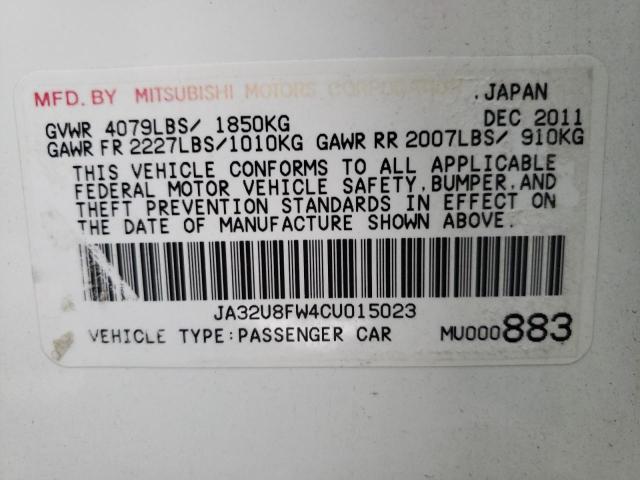 MFD. BY MITSUBISHI MOTORS CORPORATION. JAPAN
GVWR 4079LBS/ 1850KG DEC 2011
GAWR FR 2227LBS/1010KG GAWR RR 2007LBS/ 910KG
THIS VEHICLE CONFORMS TO ALL APPLICABLE
FEDERAL MOTOR VEHICLE SAFETY, BUMPER, AND
THEFT PREVENTION STANDARDS IN EFFECT ON
THE DATE OF MANUFACTURE SHOWN ABOVE.
JA32U8FW4CU015023
VEHICLE TYPE:PASSENGER CAR MU000883